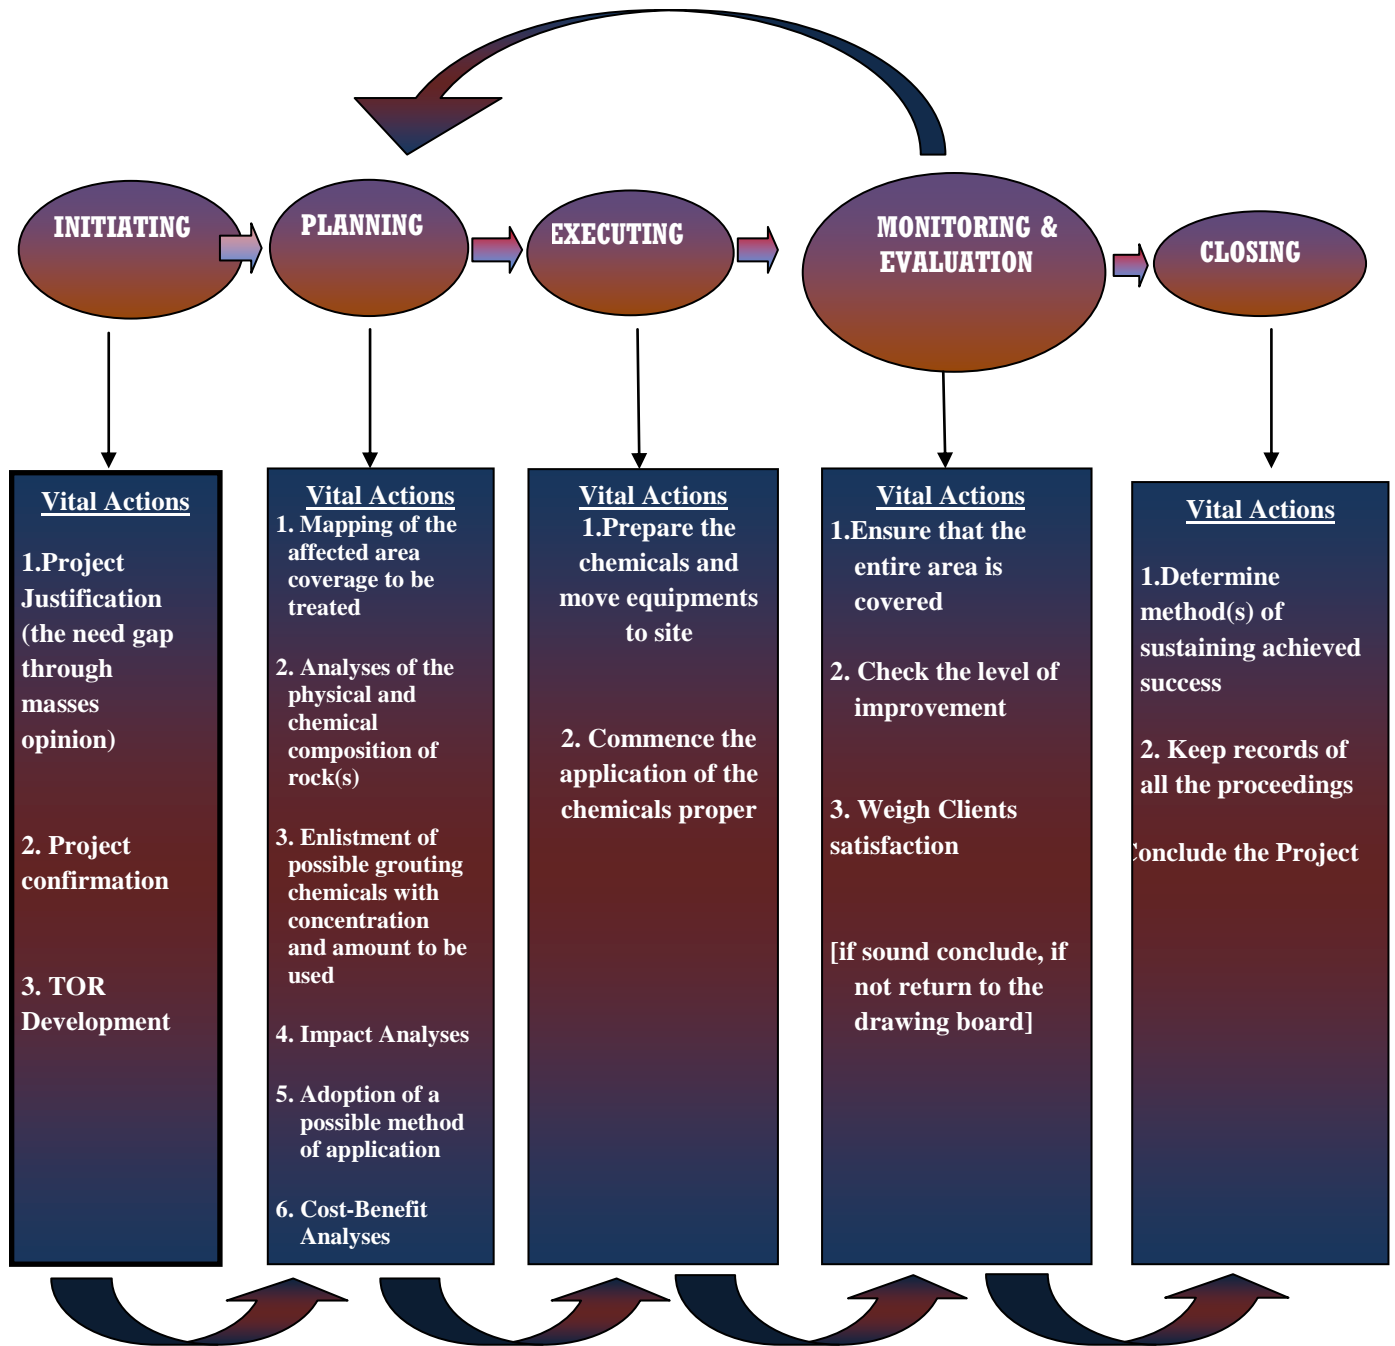 INITIATING
PLANNING
EXECUTING
MONITORING &
EVALUATION
CLOSING
Vital Actions
1.Project
Justification
(the need gap
through
masses
opinion)
2. Project
confirmation
3. TOR
Development
Vital Actions
1. Mapping of the
affected area
coverage to be
treated
2. Analyses of the
physical and
chemical
composition of
rock(s)
3. Enlistment of
possible grouting
chemicals with
concentration
and amount to be
used
4. Impact Analyses
5. Adoption of a
possible method
of application
6. Cost-Benefit
Analyses
Vital Actions
1.Prepare the
chemicals and
move equipments
to site
2. Commence the
application of the
chemicals proper
Vital Actions
1.Ensure that the
entire area is
covered
2. Check the level of
improvement
3. Weigh Clients
satisfaction
[if sound conclude, if
not return to the
drawing board]
Vital Actions
1.Determine
method(s) of
sustaining achieved
success
2. Keep records of
all the proceedings
Conclude the Project